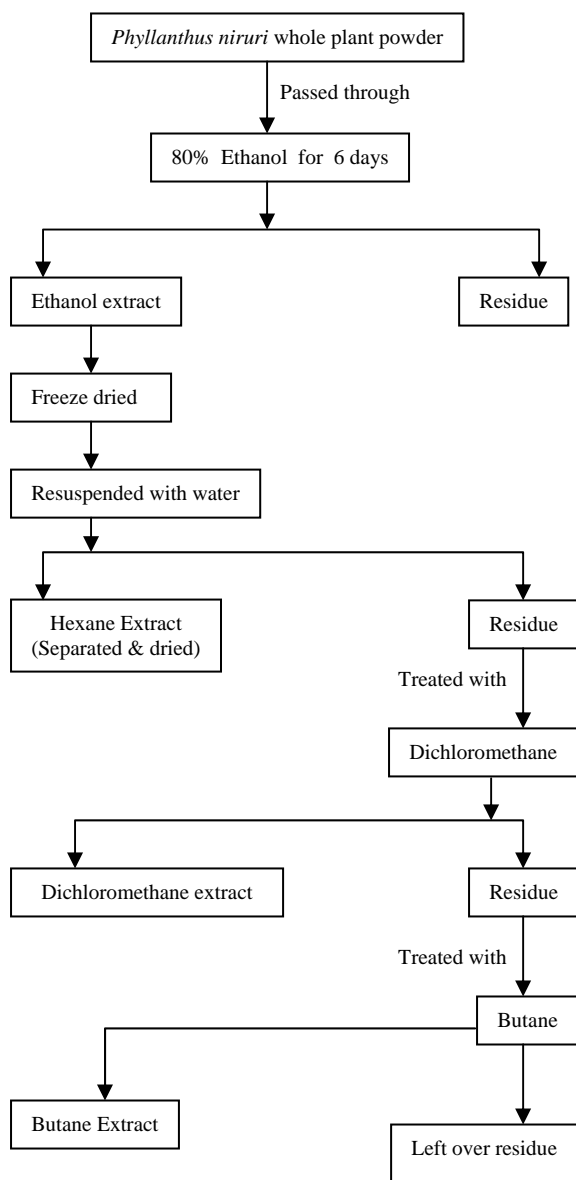 Phyllanthus niruri whole plant powder
Passed through
80% Ethanol for 6 days
Ethanol extract
Residue
Freeze dried
Resuspended with water
Hexane Extract
(Separated & dried)
Residue
Treated with
Dichloromethane
Dichloromethane extract
Residue
Treated with
Butane
Butane Extract
Left over residue